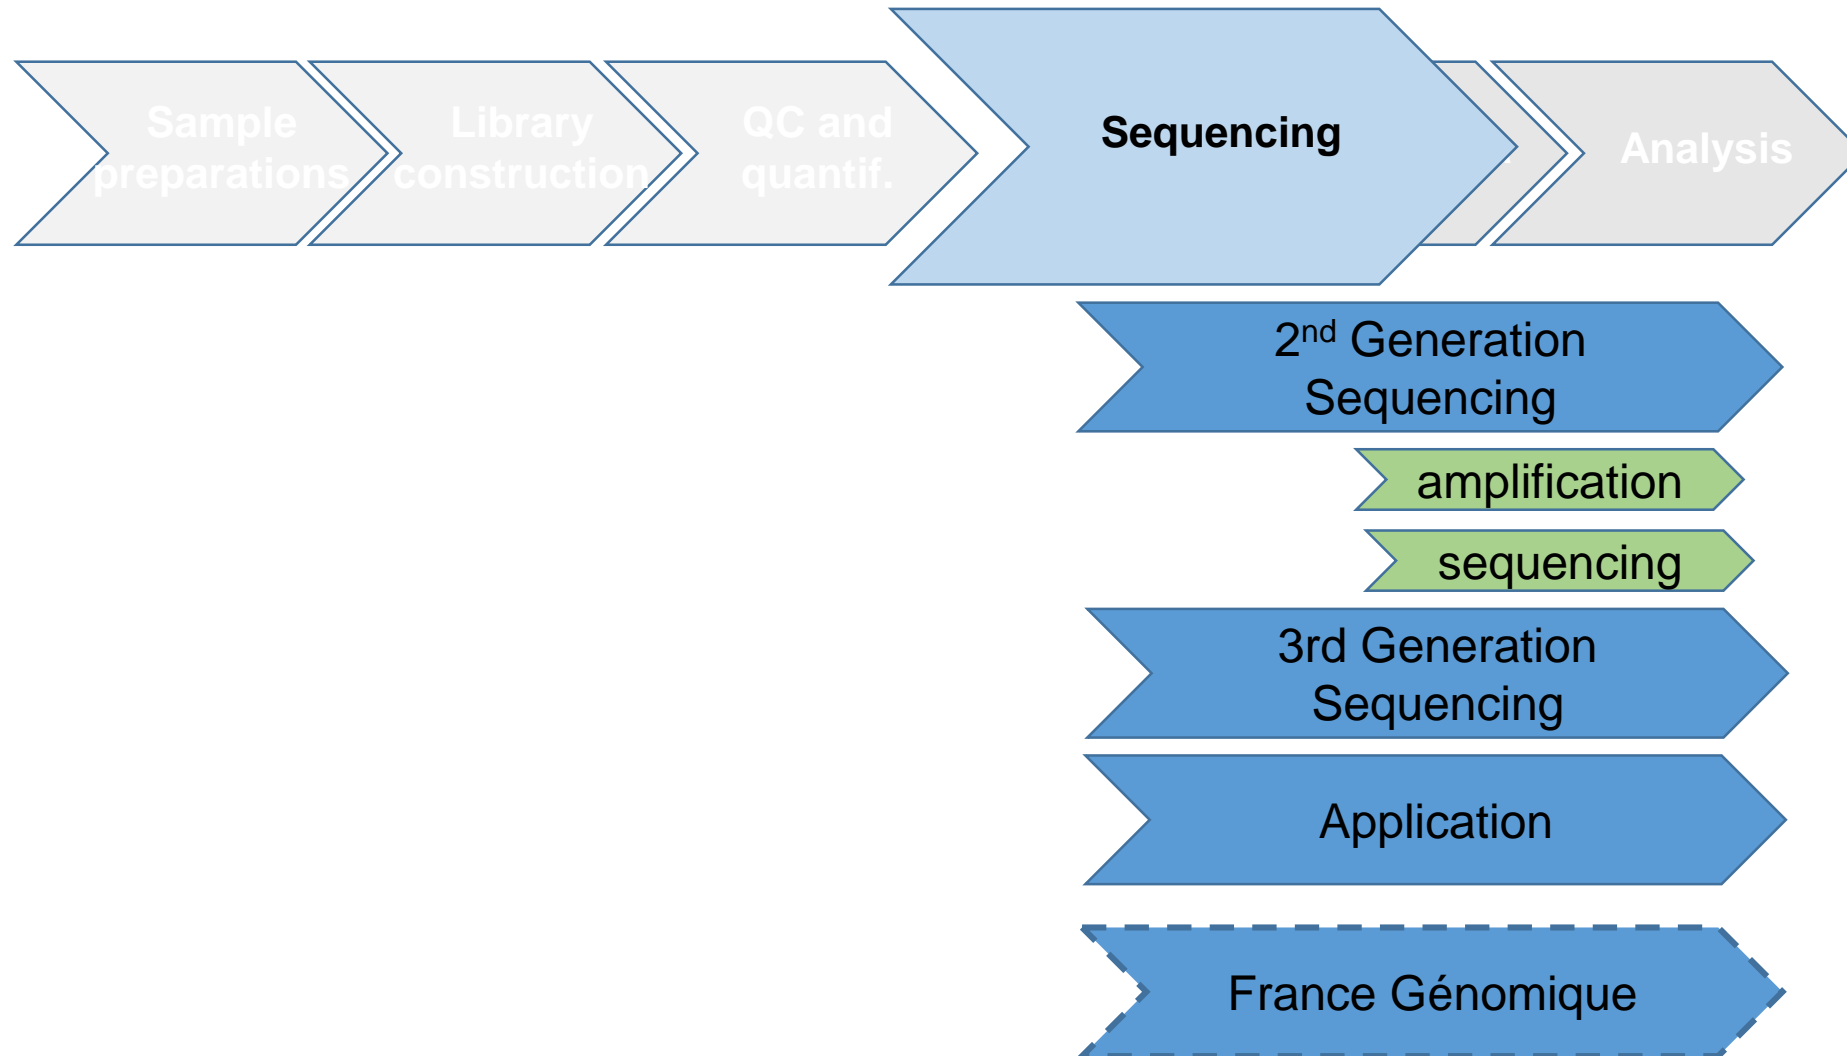 Sample
preparations
Library
construction
QC and
quantif.
Sequencing
Analysis
2nd Generation
Sequencing
amplification
sequencing
3rd Generation
Sequencing
Application
France Génomique